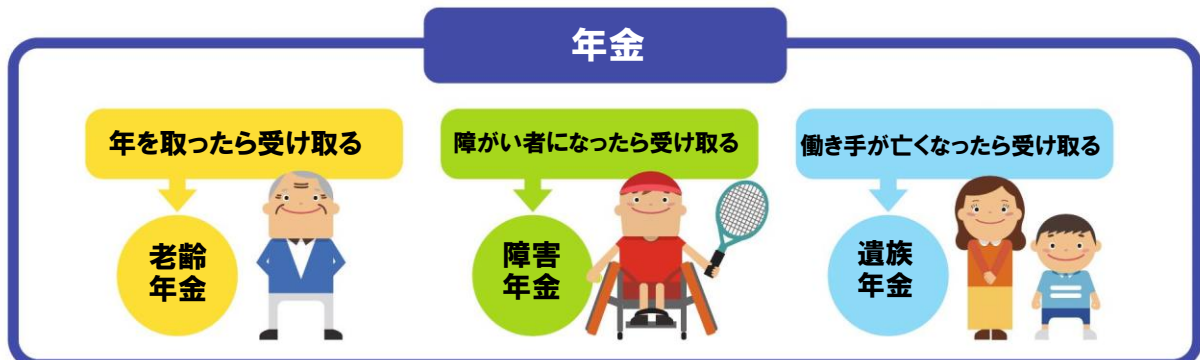 年金
年を取ったら受け取る
障がい者になったら受け取る
働き手が亡くなったら受け取る
老齢
年金
障害
年金
遺族
年金